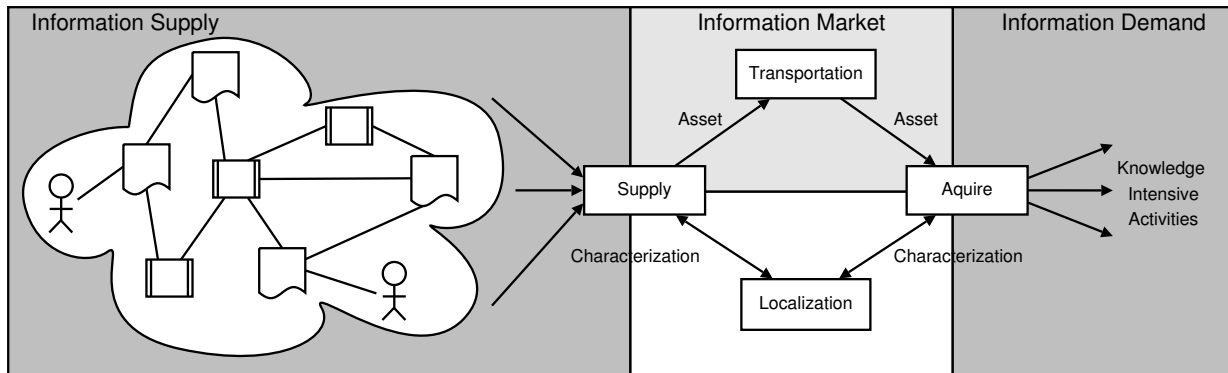 Information Supply
Information Market
Information Demand
Transportation
Asset
Asset
Supply
Aquire
Knowledge
Intensive
Activities
Characterization
Characterization
Localization